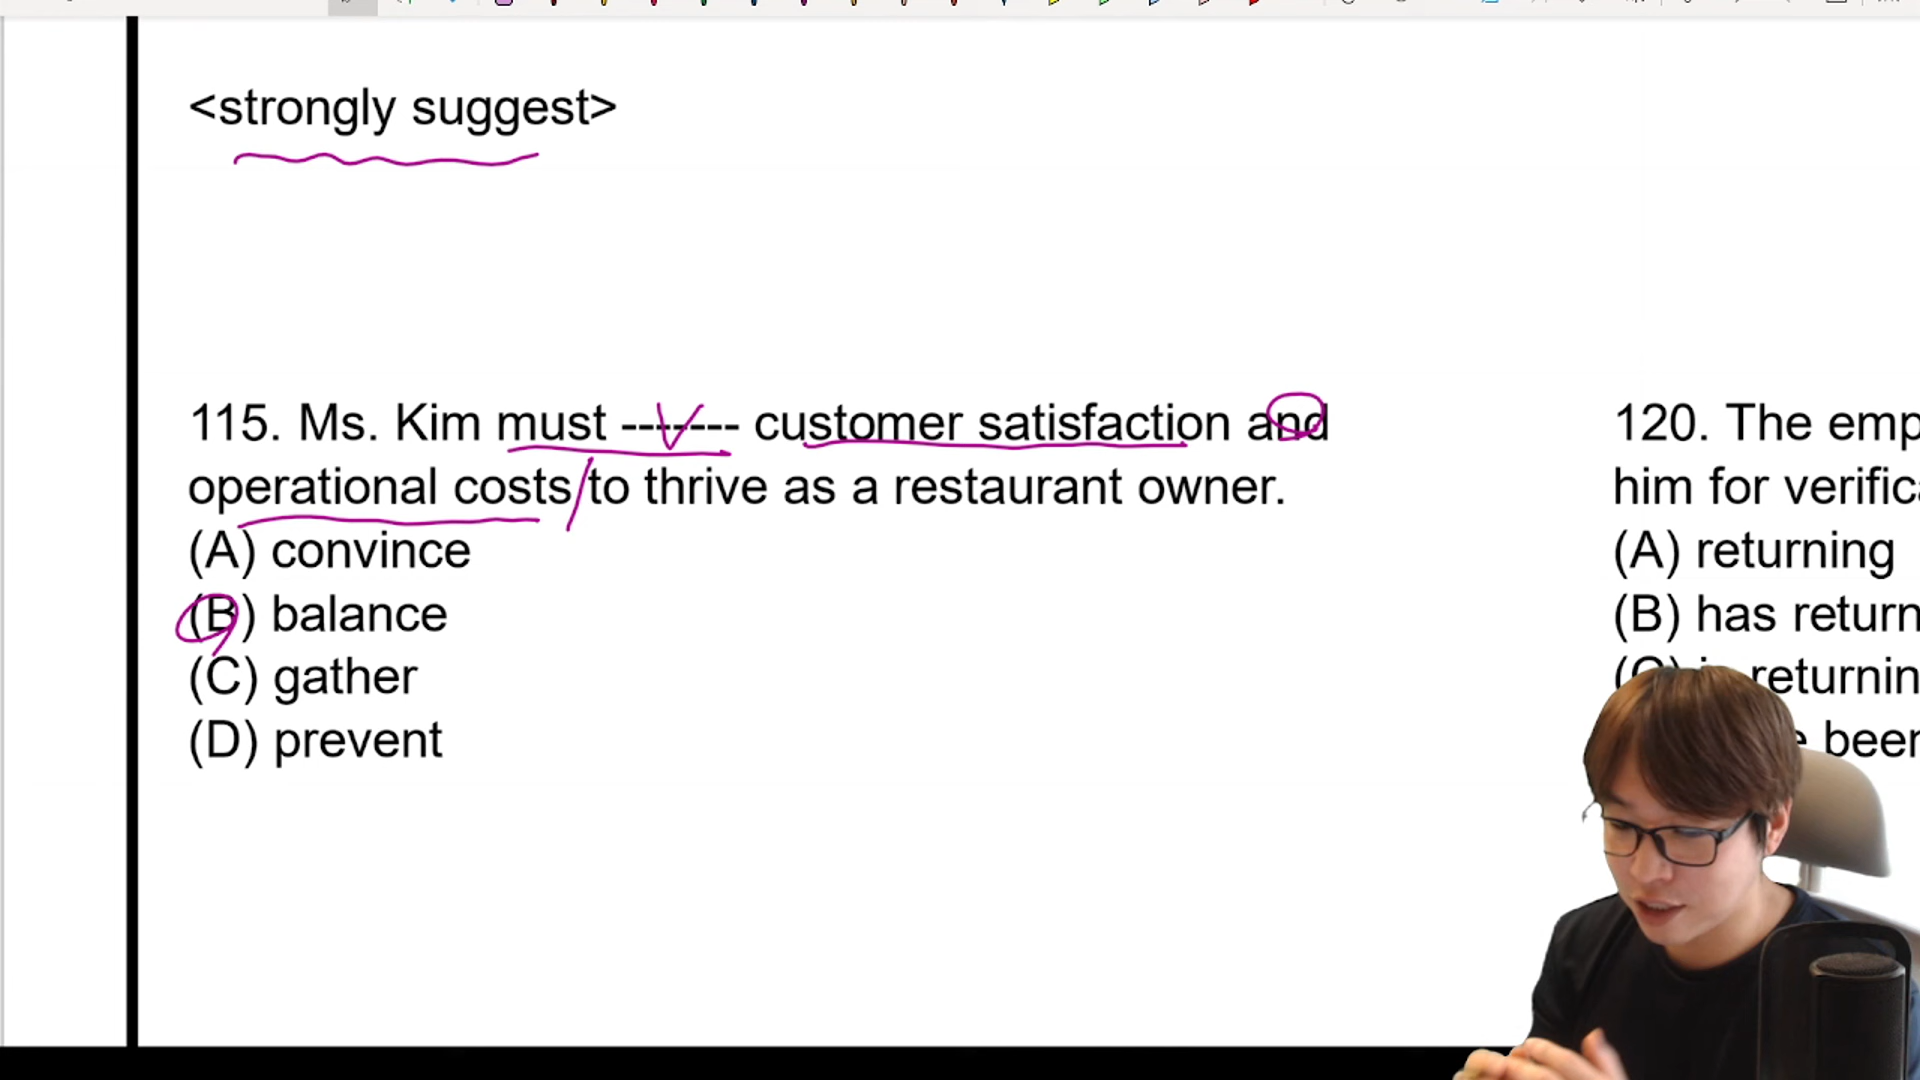 <strongly suggest>
115. Ms. Kim must ------- customer satisfaction and
operational costs to thrive as a restaurant owner.
(A) convince
(B) balance
(C) gather
(D) prevent
120. The emp
him for verific
(A) returning
(B) has return
returnin
been